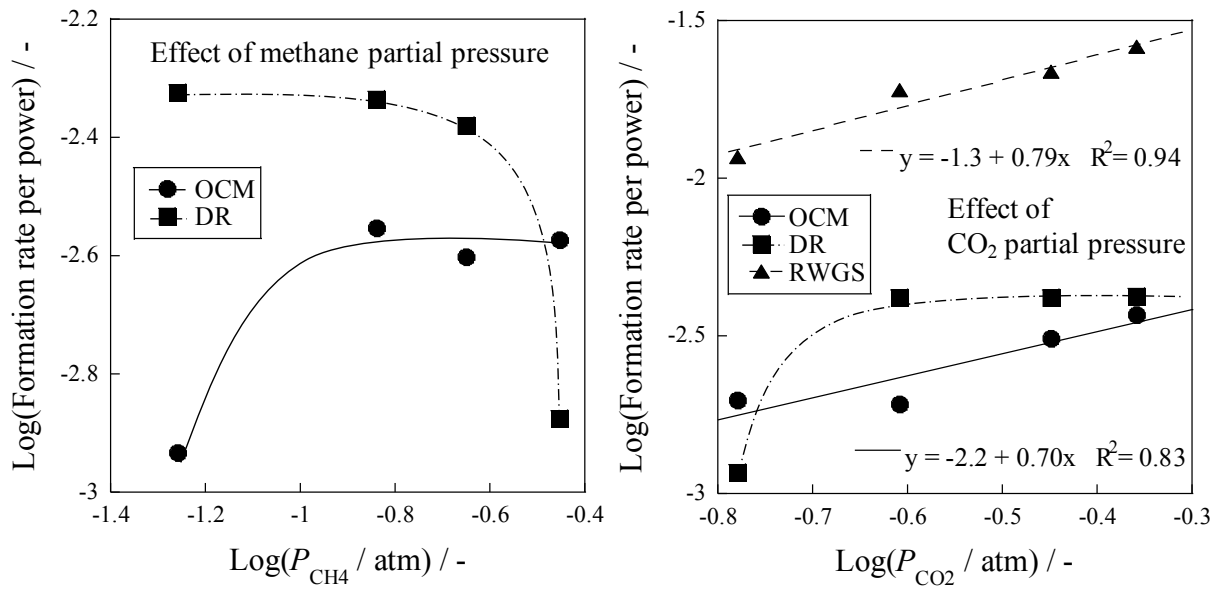 Log(Formation rate per power) / -
-2.2
-2.4
-2.6
-2.8
-3
Effect of methane partial pressure
OCM
DR
-1.4
-1.2
-1
-0.8
-0.6
-0.4
Log(P_CH4 / atm) / -
Log(Formation rate per power) / -
-1.5
-2
-2.5
-3
y = -1.3 + 0.79x R²= 0.94
OCM
DR
RWGS
Effect of
CO₂ partial pressure
y = -2.2 + 0.70x R²= 0.83
-0.8
-0.7
-0.6
-0.5
-0.4
-0.3
Log(P_CO2 / atm) / -